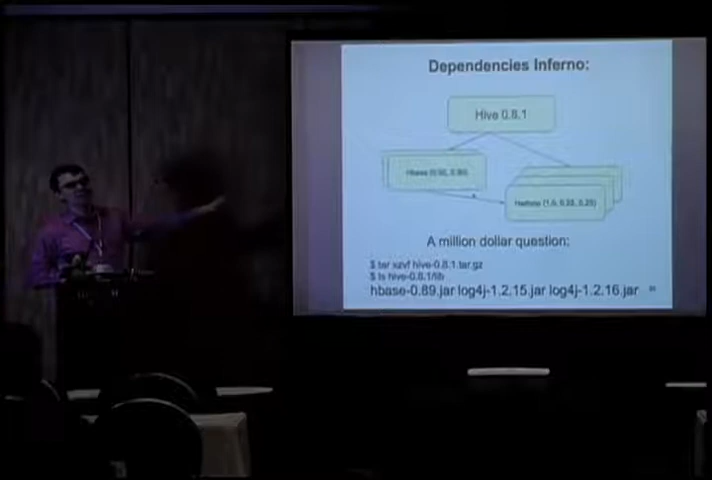 Dependencies Inferno:
Hive 0.8.1
Hbase (0.92, 0.90)
Hadoop (1.0, 0.23, 0.20)
A million dollar question:
$ tar xzvf hive-0.8.1.tar.gz
$ ls hive-0.8.1/lib
hbase-0.89.jar log4j-1.2.15.jar log4j-1.2.16.jar